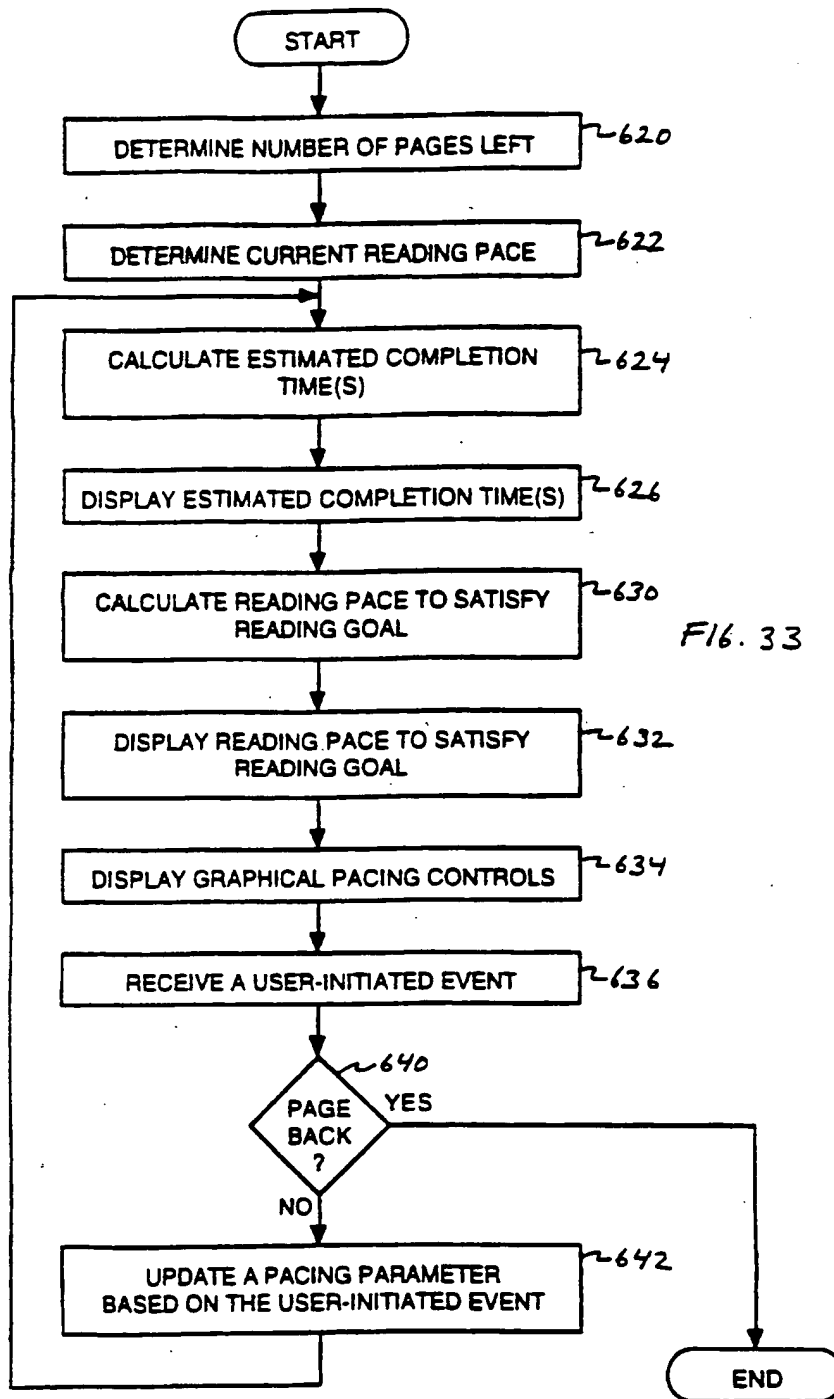 START
DETERMINE NUMBER OF PAGES LEFT
620
DETERMINE CURRENT READING PACE
622
CALCULATE ESTIMATED COMPLETION
TIME(S)
624
DISPLAY ESTIMATED COMPLETION TIME(S)
626
CALCULATE READING PACE TO SATISFY
READING GOAL
630
FIG. 33
DISPLAY READING PACE TO SATISFY
READING GOAL
632
DISPLAY GRAPHICAL PACING CONTROLS
634
RECEIVE A USER-INITIATED EVENT
636
640
PAGE
BACK
?
YES
NO
UPDATE A PACING PARAMETER
BASED ON THE USER-INITIATED EVENT
642
END